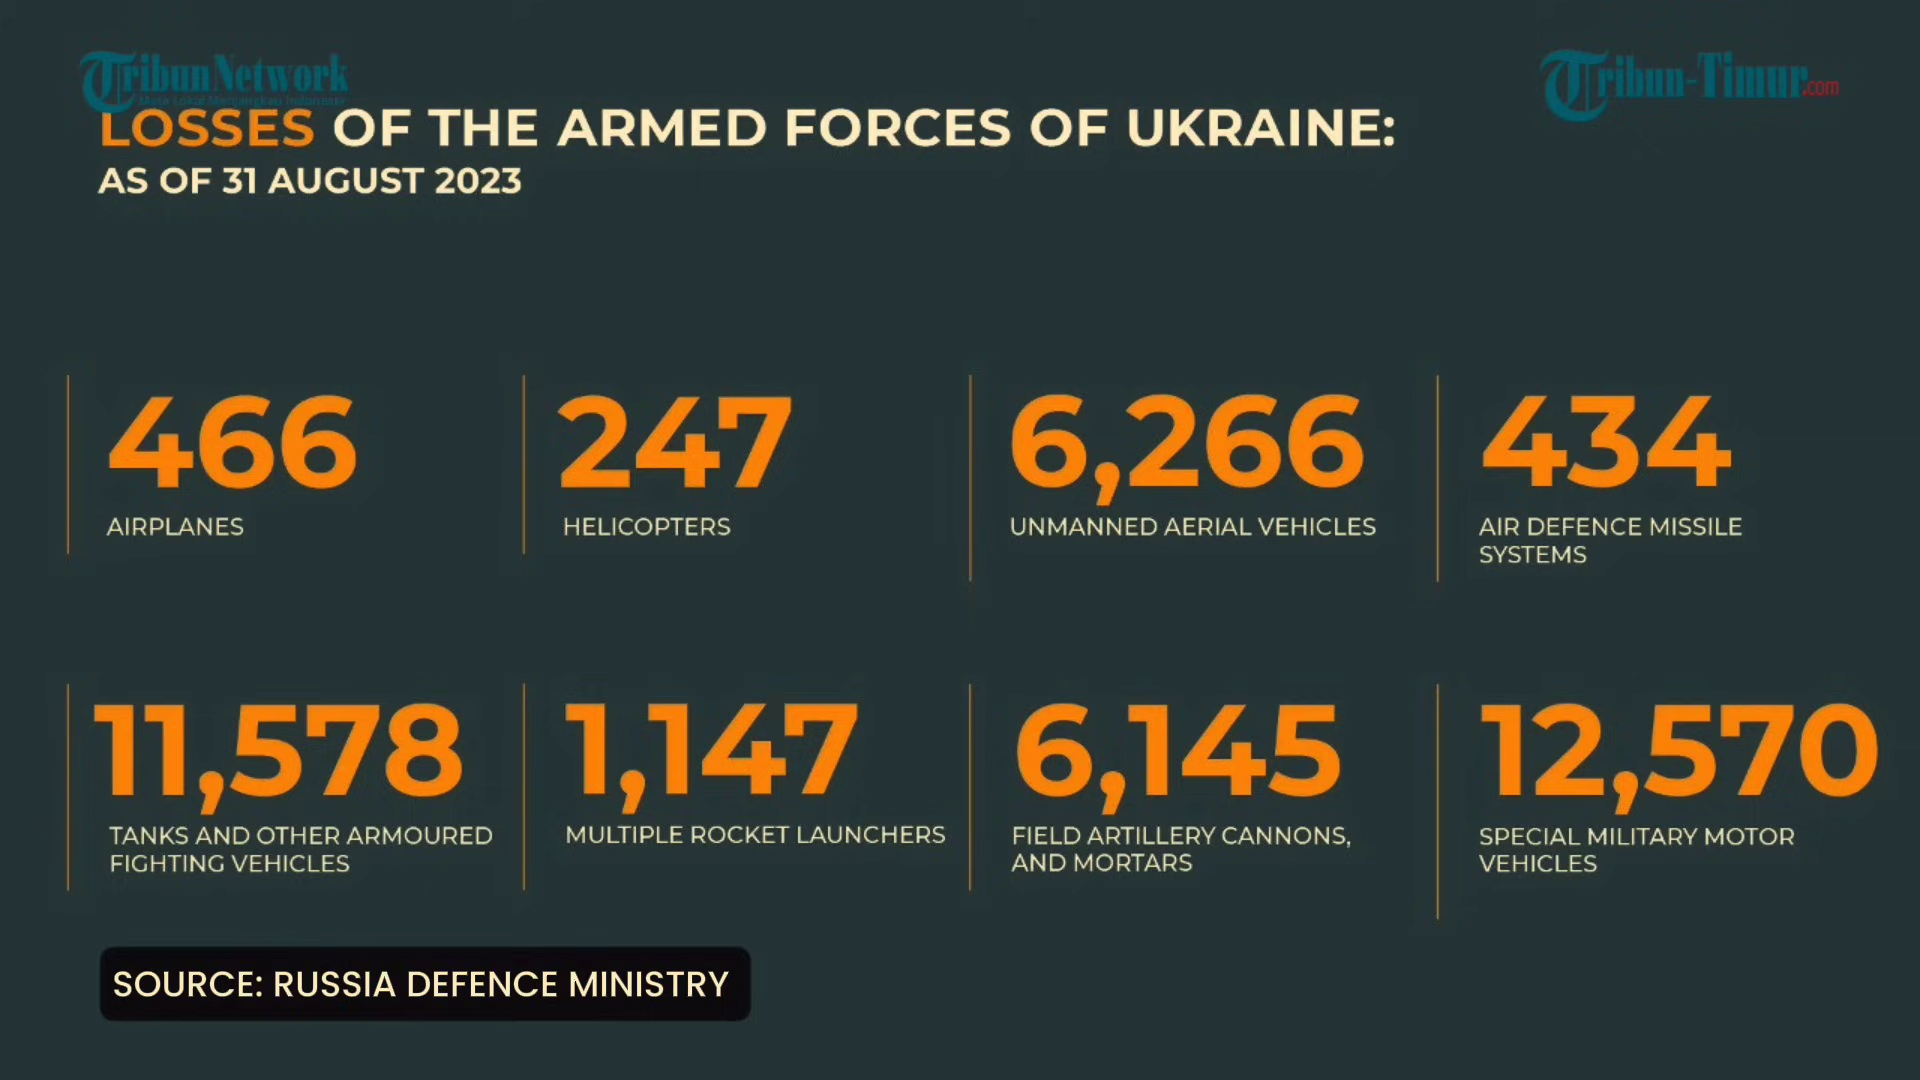 Tribun Network
Tribun-Timur.com
LOSSES OF THE ARMED FORCES OF UKRAINE:
AS OF 31 AUGUST 2023
466
AIRPLANES
247
HELICOPTERS
6,266
UNMANNED AERIAL VEHICLES
434
AIR DEFENCE MISSILE
SYSTEMS
11,578
TANKS AND OTHER ARMOURED
FIGHTING VEHICLES
1,147
MULTIPLE ROCKET LAUNCHERS
6,145
FIELD ARTILLERY CANNONS,
AND MORTARS
12,570
SPECIAL MILITARY MOTOR
VEHICLES
SOURCE: RUSSIA DEFENCE MINISTRY